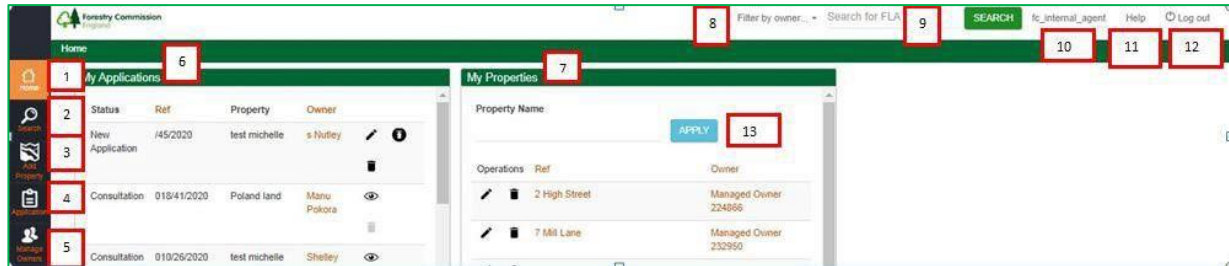 Forestry Commission
England
8
Filter by owner...
Search for FLA
9
SEARCH
fc_internal_agent
Help
Log out
10
11
12
Home
6
7
1
Home
2
Search
3
Add
Property
4
Application
5
Manage
Owners
My Applications
Status Ref Property Owner
New
Application
/45/2020 test michelle s Nutley
Consultation 018/41/2020 Poland land Manu
Pokora
Consultation 010/26/2020 test michelle Shelley
My Properties
Property Name
APPLY
13
Operations Ref Owner
2 High Street Managed Owner
224866
7 Mill Lane Managed Owner
232950